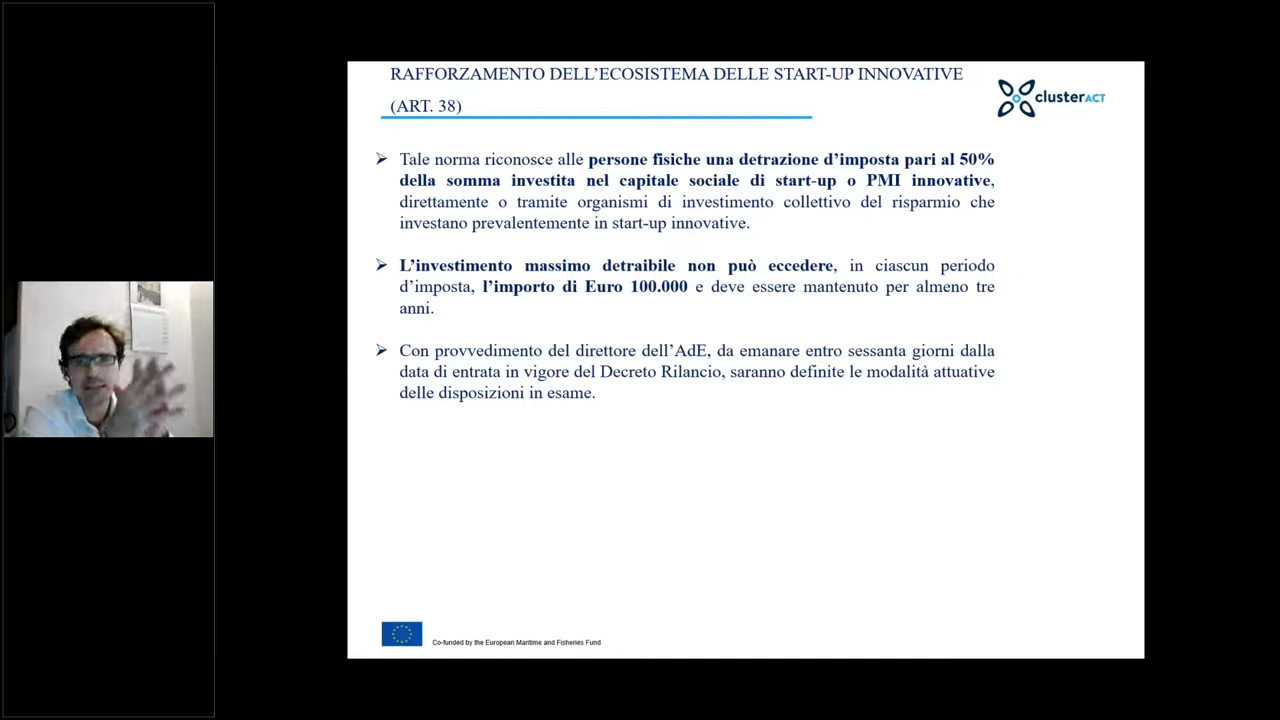 RAFFORZAMENTO DELL’ECOSISTEMA DELLE START-UP INNOVATIVE
(ART. 38)
clusterACT
Tale norma riconosce alle persone fisiche una detrazione d’imposta pari al 50%
della somma investita nel capitale sociale di start-up o PMI innovative,
direttamente o tramite organismi di investimento collettivo del risparmio che
investano prevalentemente in start-up innovative.
L’investimento massimo detraibile non può eccedere, in ciascun periodo
d’imposta, l’importo di Euro 100.000 e deve essere mantenuto per almeno tre
anni.
Con provvedimento del direttore dell’AdE, da emanare entro sessanta giorni dalla
data di entrata in vigore del Decreto Rilancio, saranno definite le modalità attuative
delle disposizioni in esame.
Co-funded by the European Maritime and Fisheries Fund